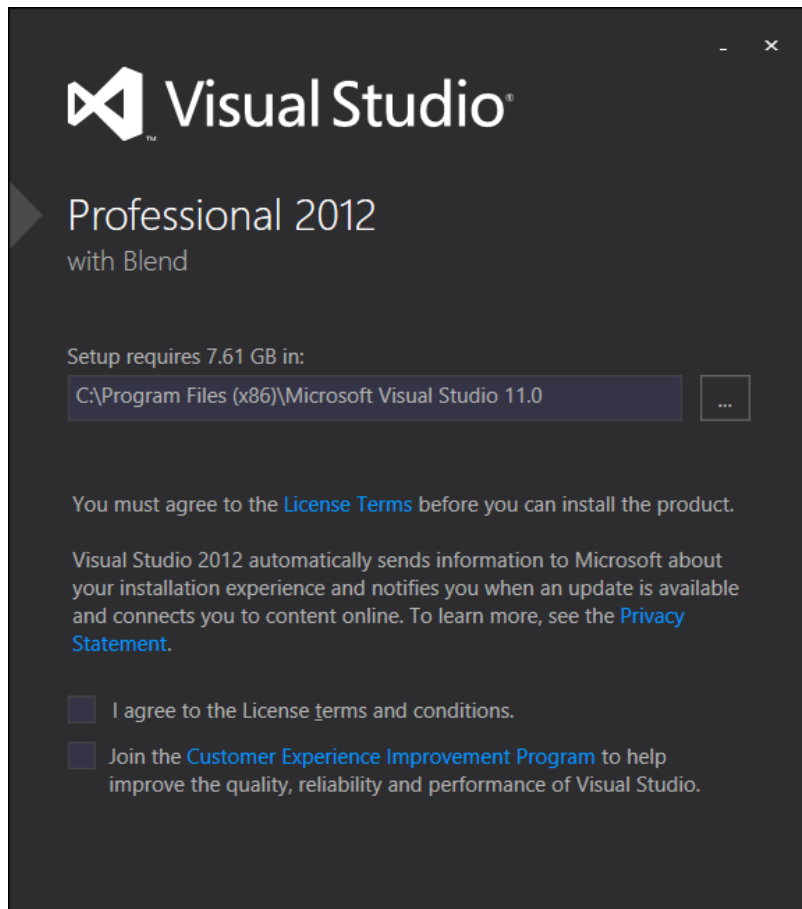 Visual Studio®
™
Professional 2012
with Blend
Setup requires 7.61 GB in:
C:\Program Files (x86)\Microsoft Visual Studio 11.0
...
You must agree to the License Terms before you can install the product.
Visual Studio 2012 automatically sends information to Microsoft about
your installation experience and notifies you when an update is available
and connects you to content online. To learn more, see the Privacy
Statement.
I agree to the License terms and conditions.
Join the Customer Experience Improvement Program to help
improve the quality, reliability and performance of Visual Studio.